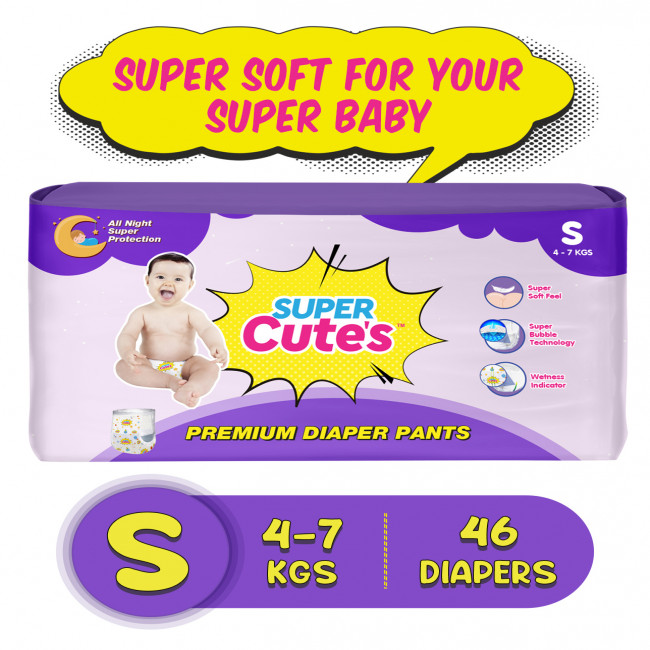 SUPER SOFT FOR YOUR
SUPER BABY
All Night
Super
Protection
S
4 - 7 KGS
SUPER
Cute's™
Super
Soft Feel
Super
Bubble
Technology
Wetness
Indicator
PREMIUM DIAPER PANTS
S
4-7
KGS
46
DIAPERS